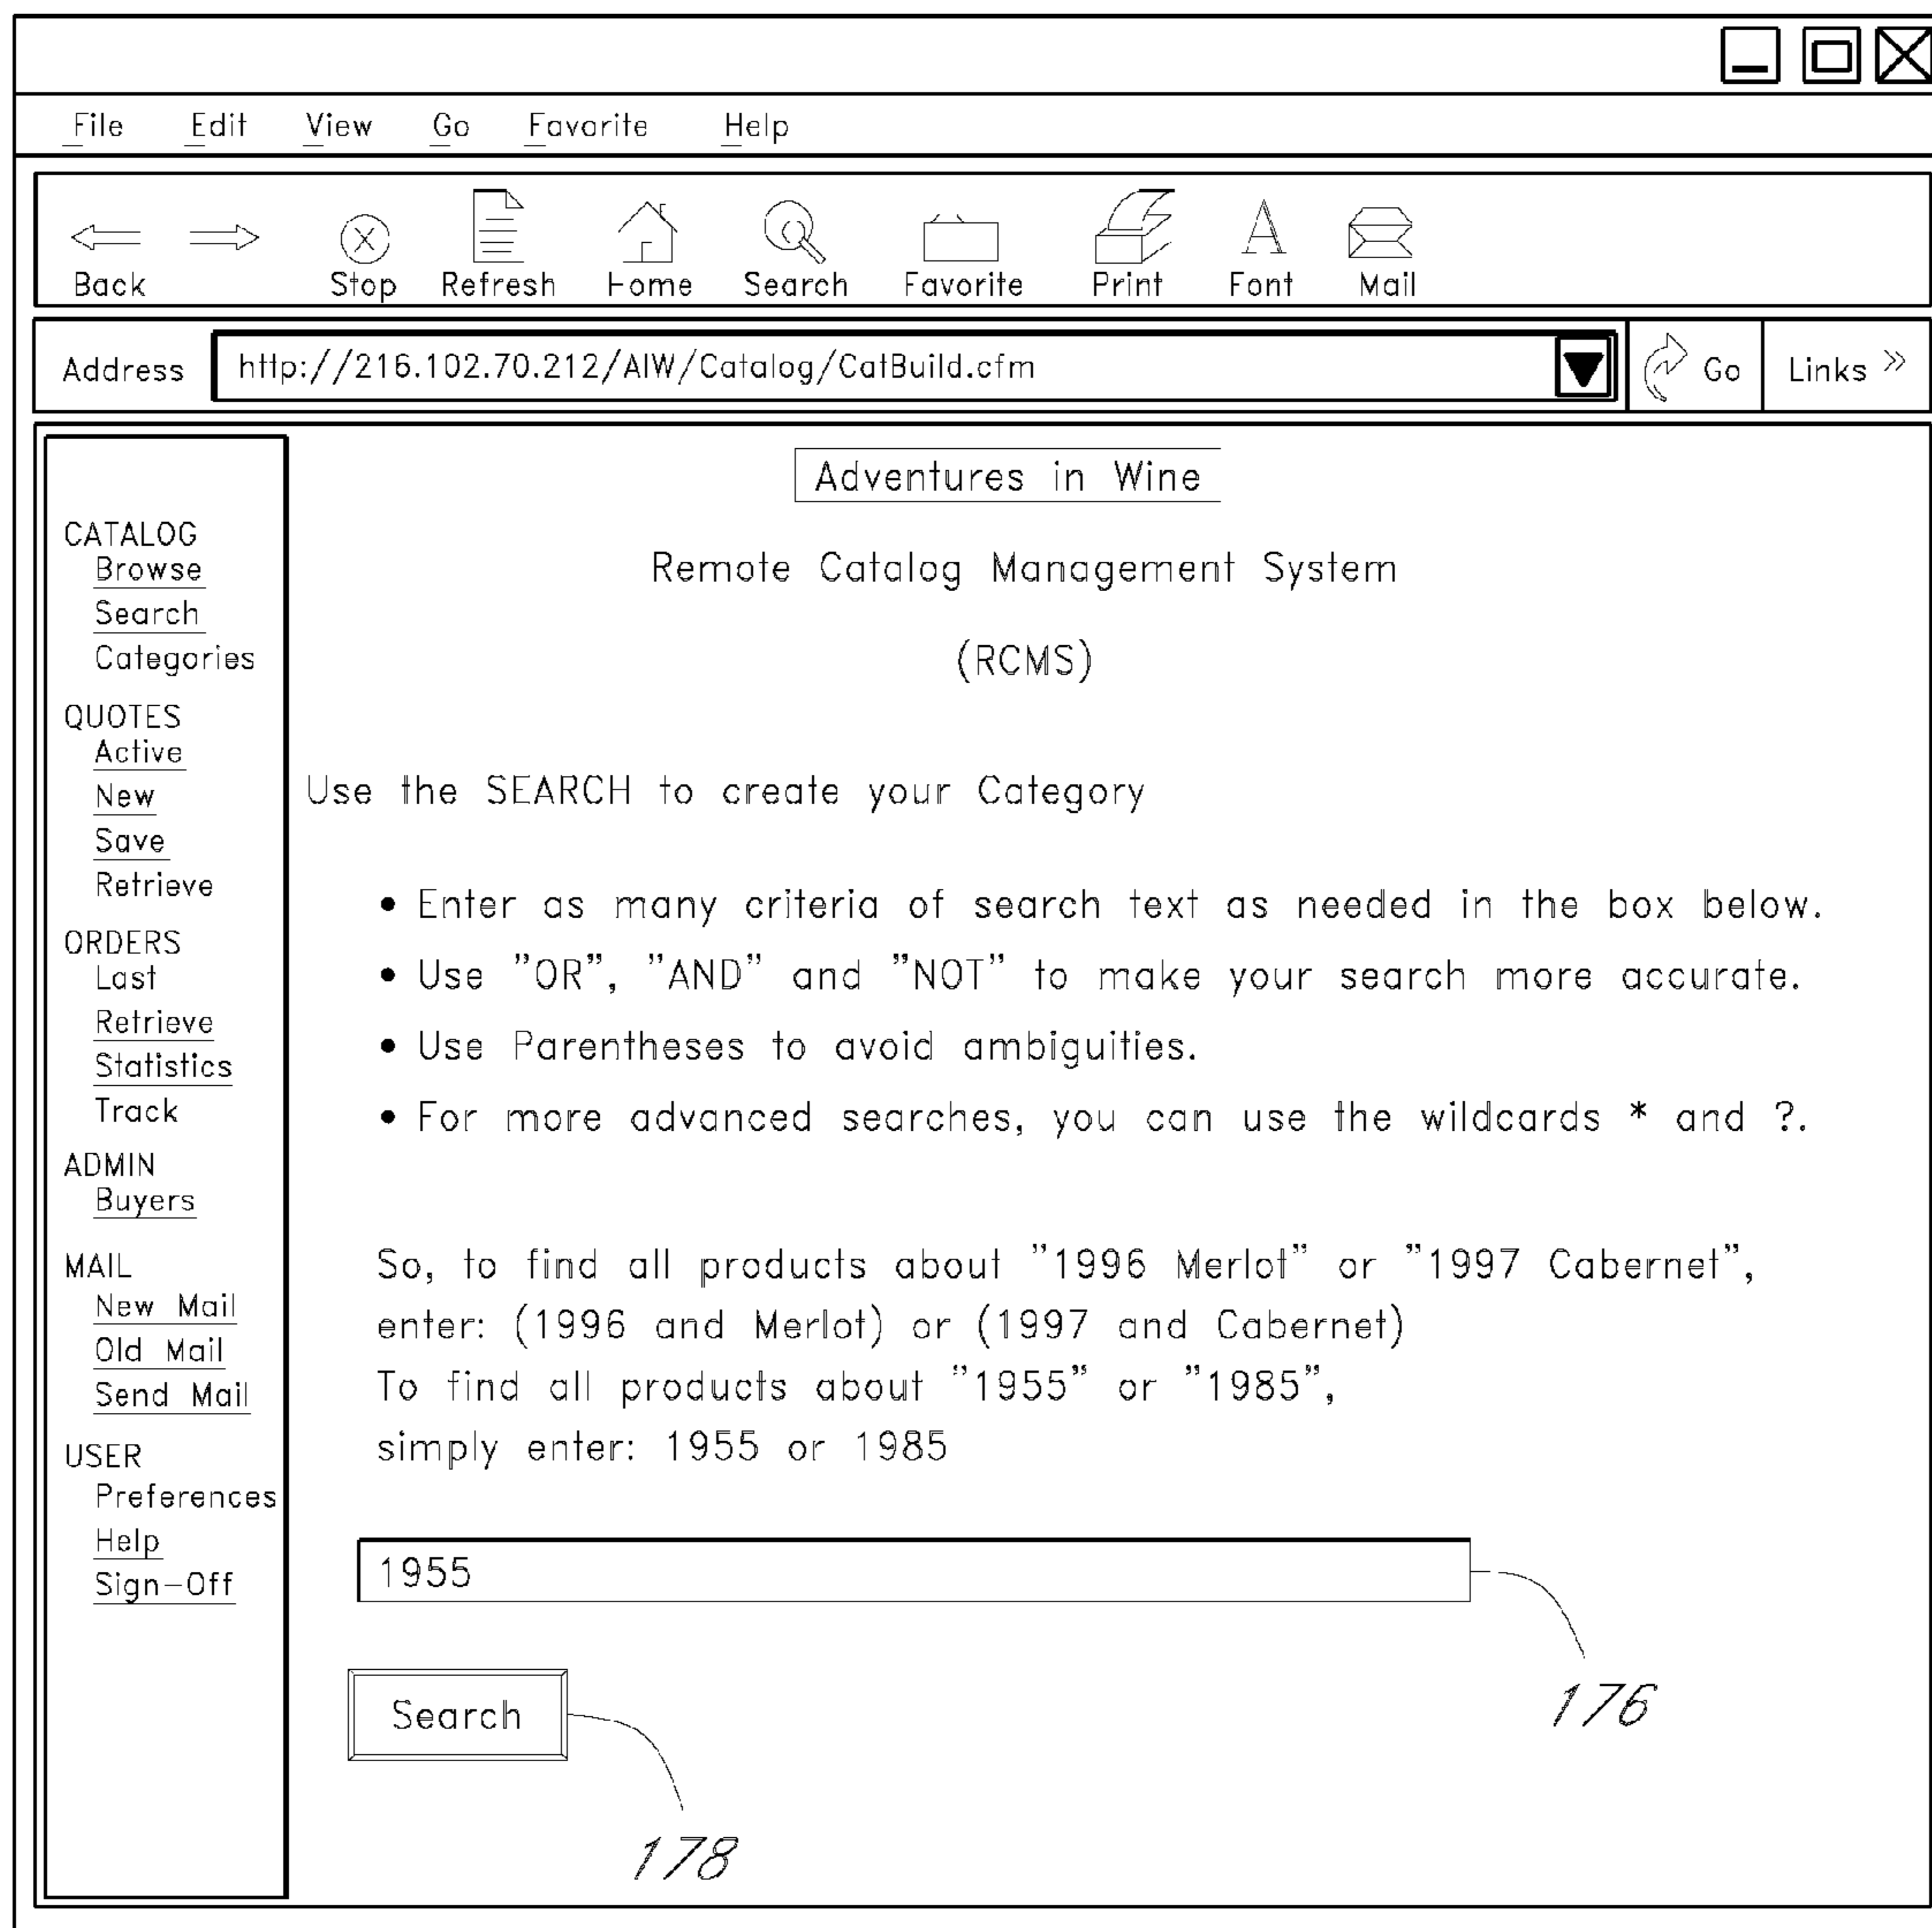 File Edit View Go Favorite Help
Back Stop Refresh Home Search Favorite Print Font Mail
Address http://216.102.70.212/AIW/Catalog/CatBuild.cfm Go Links »
Adventures in Wine
Remote Catalog Management System
(RCMS)
CATALOG
Browse
Search
Categories
QUOTES
Active
New
Save
Retrieve
ORDERS
Last
Retrieve
Statistics
Track
ADMIN
Buyers
MAIL
New Mail
Old Mail
Send Mail
USER
Preferences
Help
Sign-Off
Use the SEARCH to create your Category
• Enter as many criteria of search text as needed in the box below.
• Use "OR", "AND" and "NOT" to make your search more accurate.
• Use Parentheses to avoid ambiguities.
• For more advanced searches, you can use the wildcards * and ?.
So, to find all products about "1996 Merlot" or "1997 Cabernet",
enter: (1996 and Merlot) or (1997 and Cabernet)
To find all products about "1955" or "1985",
simply enter: 1955 or 1985
1955
176
Search
178